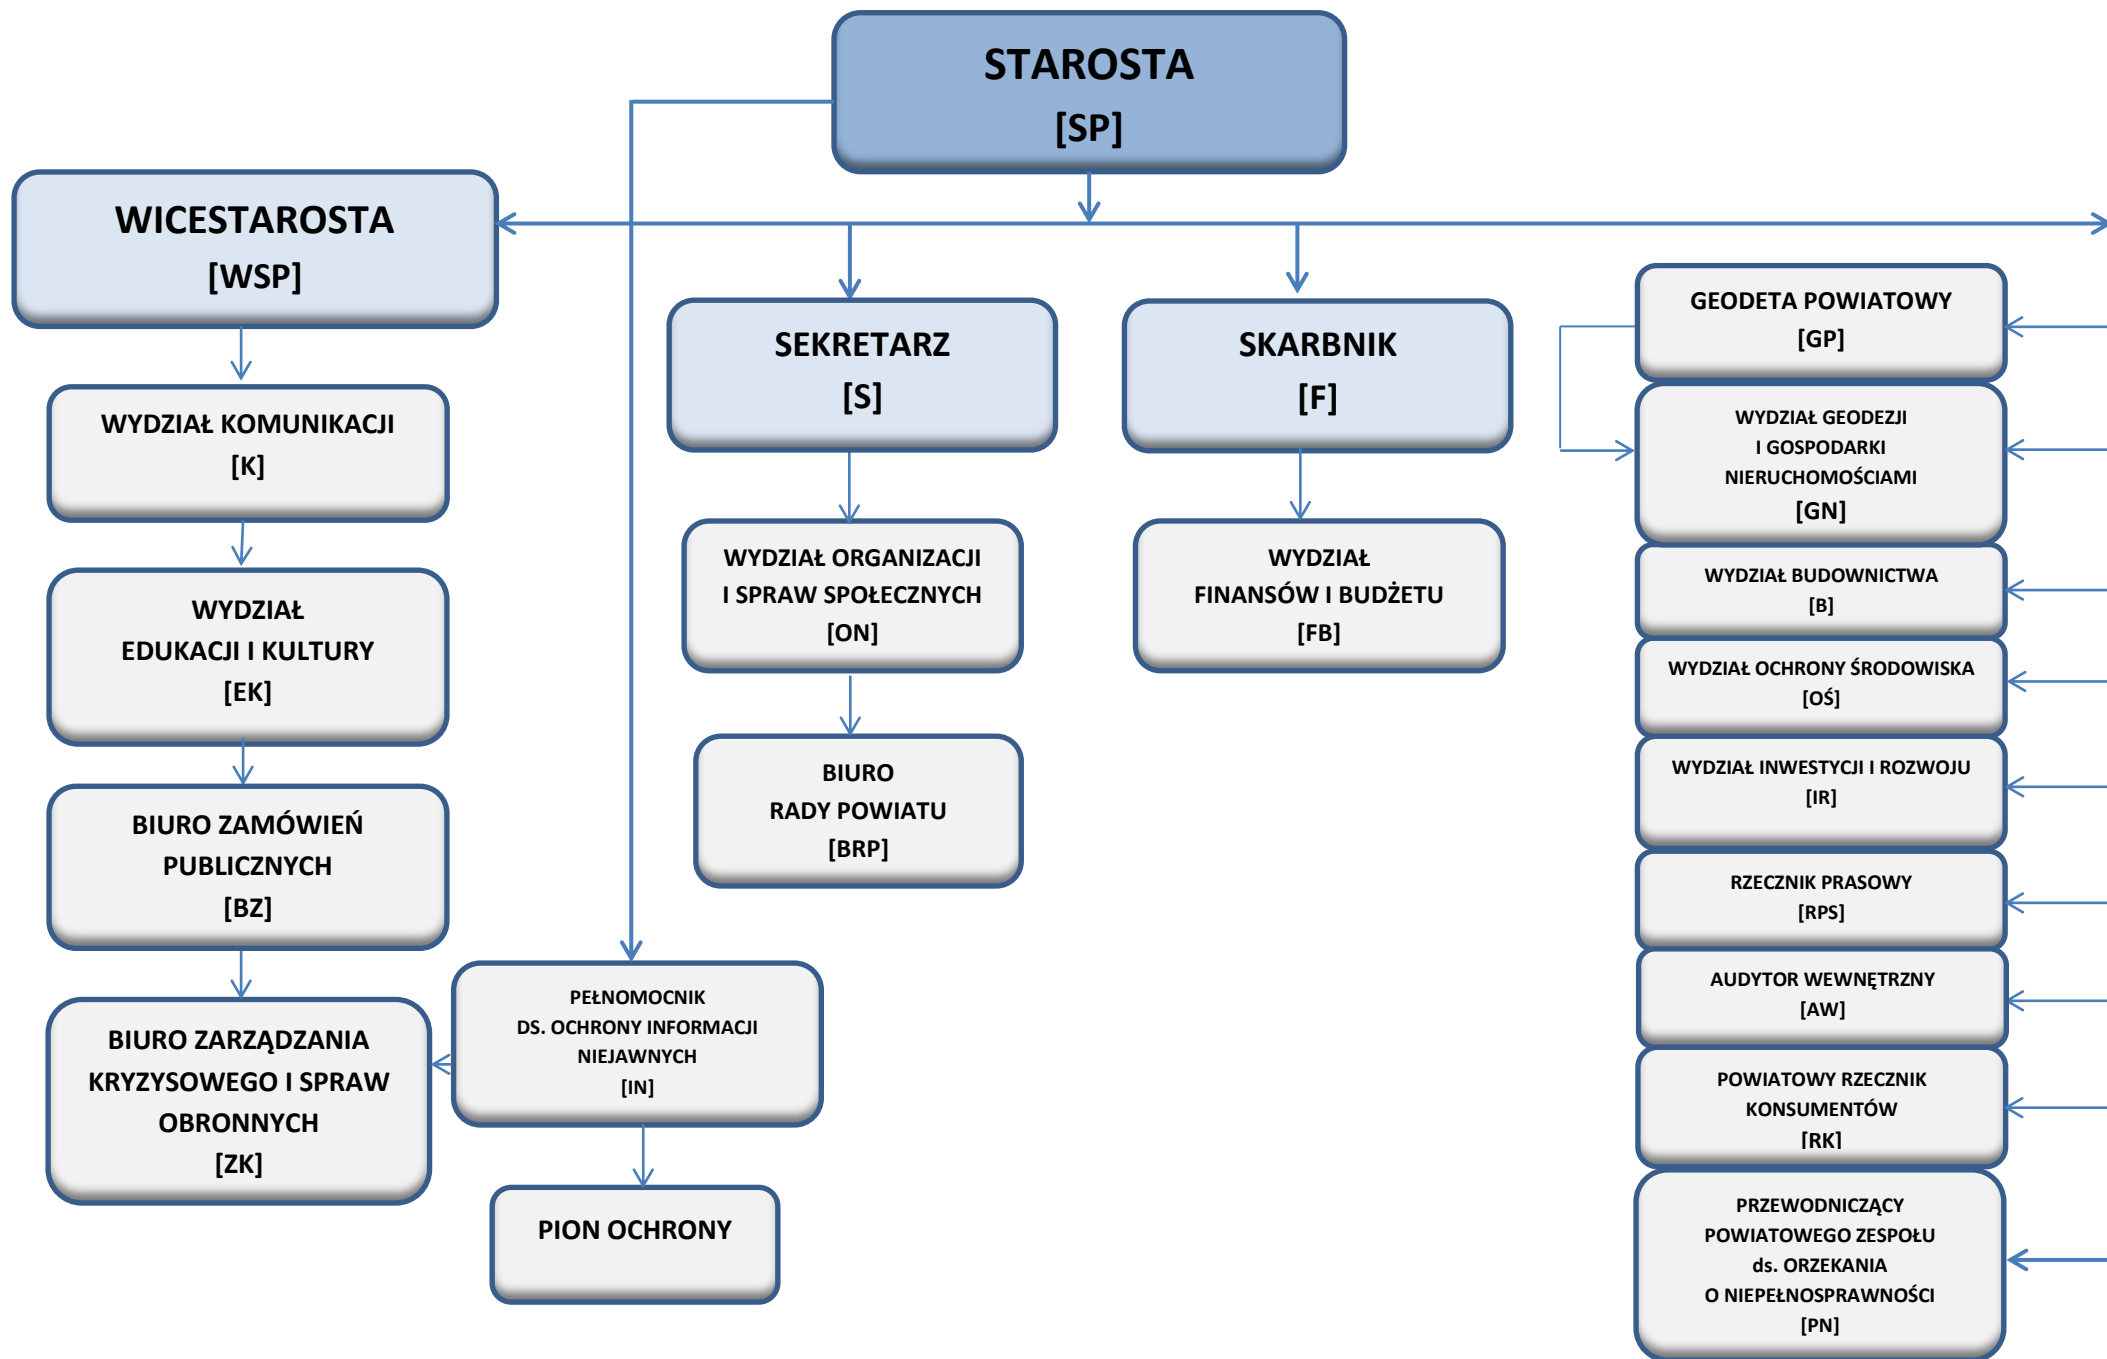 STAROSTA
[SP]
WICESTAROSTA
[WSP]
WYDZIAŁ KOMUNIKACJI
[K]
WYDZIAŁ
EDUKACJI I KULTURY
[EK]
BIURO ZAMÓWIEŃ
PUBLICZNYCH
[BZ]
BIURO ZARZĄDZANIA
KRYZYSOWEGO I SPRAW
OBRONNYCH
[ZK]
PEŁNOMOCNIK
DS. OCHRONY INFORMACJI
NIEJAWNYCH
[IN]
PION OCHRONY
SEKRETARZ
[S]
WYDZIAŁ ORGANIZACJI
I SPRAW SPOŁECZNYCH
[ON]
BIURO
RADY POWIATU
[BRP]
SKARBNIK
[F]
WYDZIAŁ
FINANSÓW I BUDŻETU
[FB]
GEODETA POWIATOWY
[GP]
WYDZIAŁ GEODEZJI
I GOSPODARKI
NIERUCHOMOŚCIAMI
[GN]
WYDZIAŁ BUDOWNICTWA
[B]
WYDZIAŁ OCHRONY ŚRODOWISKA
[OŚ]
WYDZIAŁ INWESTYCJI I ROZWOJU
[IR]
RZECZNIK PRASOWY
[RPS]
AUDYTOR WEWNĘTRZNY
[AW]
POWIATOWY RZECZNIK
KONSUMENTÓW
[RK]
PRZEWODNICZĄCY
POWIATOWEGO ZESPOŁU
ds. ORZEKANIA
O NIEPEŁNOSPRAWNOŚCI
[PN]